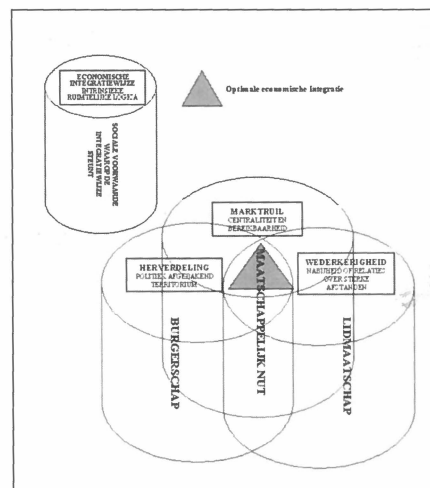 ECONOMISCHE
INTEGRATIEWIJZE
INTRINSIEKE
RUIMTELIJKE LOGICA
Optimale economische integratie
SOCIALE VOORWAARDE
WAAROP DE
INTEGRATIEWIJZE
STEUNT
MARKTRUIL
CENTRALITEIT EN
BEREIKBAARHEID
HERVERDELING
POLITIEK AFGEBAKEND
TERRITORIUM
WEDERKERIGHEID
NABIJHEID OF RELATIES
OVER STERKE
AFSTANDEN
BURGERSCHAP
MAATSCHAPPELIJK NUT
LIDMAATSCHAP